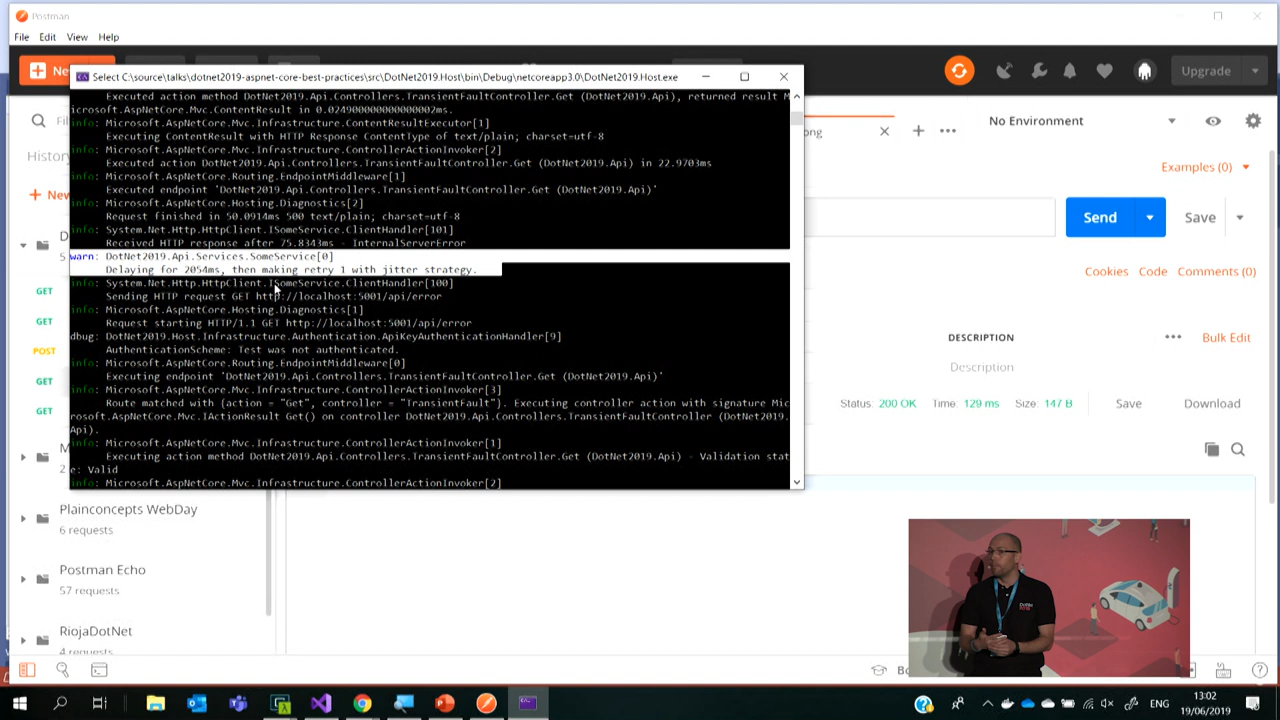 Postman
File Edit View Help
Ne
Select C:\source\talks\dotnet2019-aspnet-core-best-practices\src\DotNet2019.Host\bin\Debug\netcoreapp3.0\DotNet2019.Host.exe
Upgrade
Executed action method DotNet2019.Api.Controllers.TransientFaultController.Get (DotNet2019.Api), returned result M
icrosoft.AspNetCore.Mvc.ContentResult in 0.024900000000000002ms.
info: Microsoft.AspNetCore.Mvc.Infrastructure.ContentResultExecutor[1]
Executing ContentResult with HTTP Response ContentType of text/plain; charset=utf-8
info: Microsoft.AspNetCore.Mvc.Infrastructure.ControllerActionInvoker[2]
Executed action DotNet2019.Api.Controllers.TransientFaultController.Get (DotNet2019.Api) in 22.9703ms
info: Microsoft.AspNetCore.Routing.EndpointMiddleware[1]
Executed endpoint 'DotNet2019.Api.Controllers.TransientFaultController.Get (DotNet2019.Api)'
info: Microsoft.AspNetCore.Hosting.Diagnostics[2]
Request finished in 50.0914ms 500 text/plain; charset=utf-8
info: System.Net.Http.HttpClient.ISomeService.ClientHandler[101]
Received HTTP response after 75.8343ms - InternalServerError
warn: DotNet2019.Api.Services.SomeService[0]
Delaying for 2054ms, then making retry 1 with jitter strategy.
info: System.Net.Http.HttpClient.ISomeService.ClientHandler[100]
Sending HTTP request GET http://localhost:5001/api/error
info: Microsoft.AspNetCore.Hosting.Diagnostics[1]
Request starting HTTP/1.1 GET http://localhost:5001/api/error
dbug: DotNet2019.Host.Infrastructure.Authentication.ApiKeyAuthenticationHandler[9]
AuthenticationScheme: Test was not authenticated.
info: Microsoft.AspNetCore.Routing.EndpointMiddleware[0]
Executing endpoint 'DotNet2019.Api.Controllers.TransientFaultController.Get (DotNet2019.Api)'
info: Microsoft.AspNetCore.Mvc.Infrastructure.ControllerActionInvoker[3]
Route matched with {action = "Get", controller = "TransientFault"}. Executing controller action with signature Mic
rosoft.AspNetCore.Mvc.IActionResult Get() on controller DotNet2019.Api.Controllers.TransientFaultController (DotNet2019.
Api).
info: Microsoft.AspNetCore.Mvc.Infrastructure.ControllerActionInvoker[1]
Executing action method DotNet2019.Api.Controllers.TransientFaultController.Get (DotNet2019.Api) - Validation stat
e: Valid
info: Microsoft.AspNetCore.Mvc.Infrastructure.ControllerActionInvoker[2]
Fil
History
New
D
5
GET
GET
POST
GET
GET
M
2
Plainconcepts WebDay
6 requests
Postman Echo
57 requests
RiojaDotNet
4 requests
ong
No Environment
Examples (0)
Send
Save
Cookies Code Comments (0)
DESCRIPTION
Bulk Edit
Description
Status: 200 OK Time: 129 ms Size: 147 B Save Download
Bo
ENG
13:02
19/06/2019